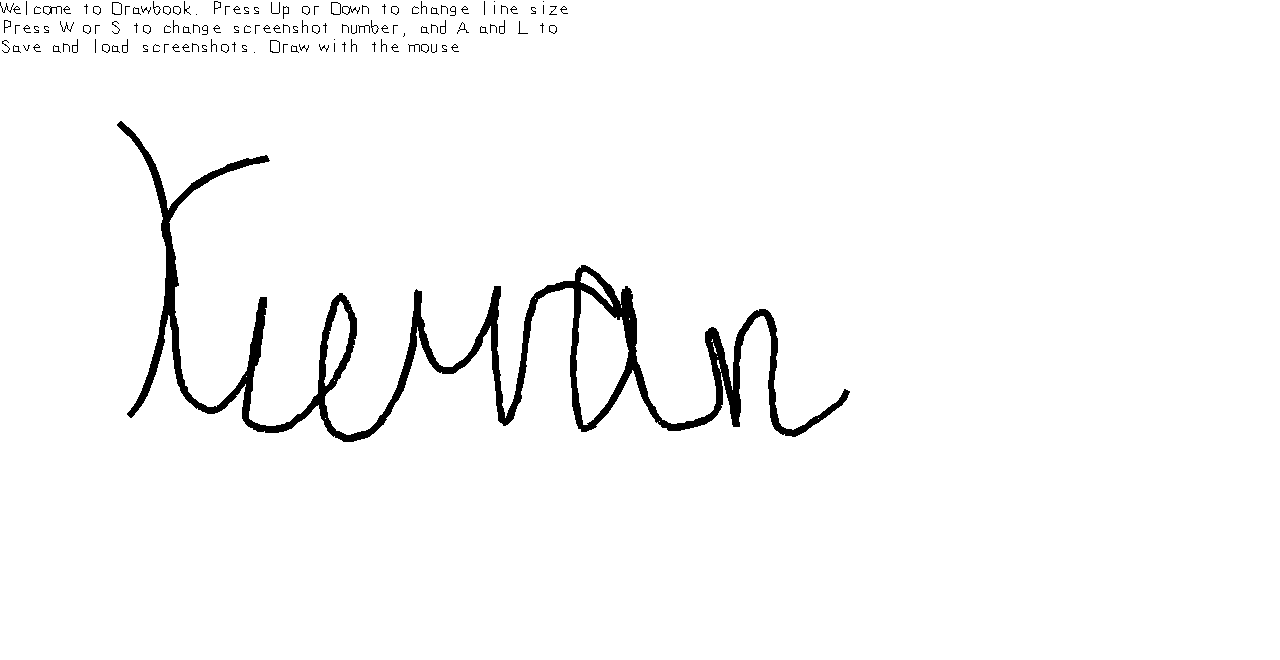 Welcome to Drawbook. Press Up or Down to change line size
Press W or S to change screenshot number, and A and L to
Save and load screenshots. Draw with the mouse
Kieran